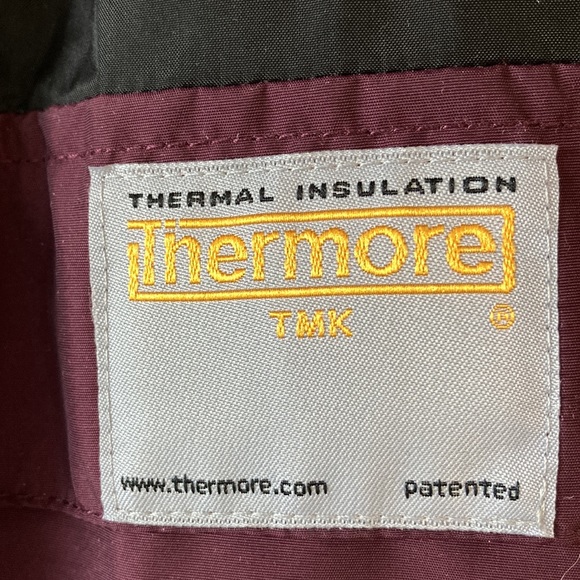 THERMAL INSULATION
Thermore
TMK ®
www.thermore.com patented